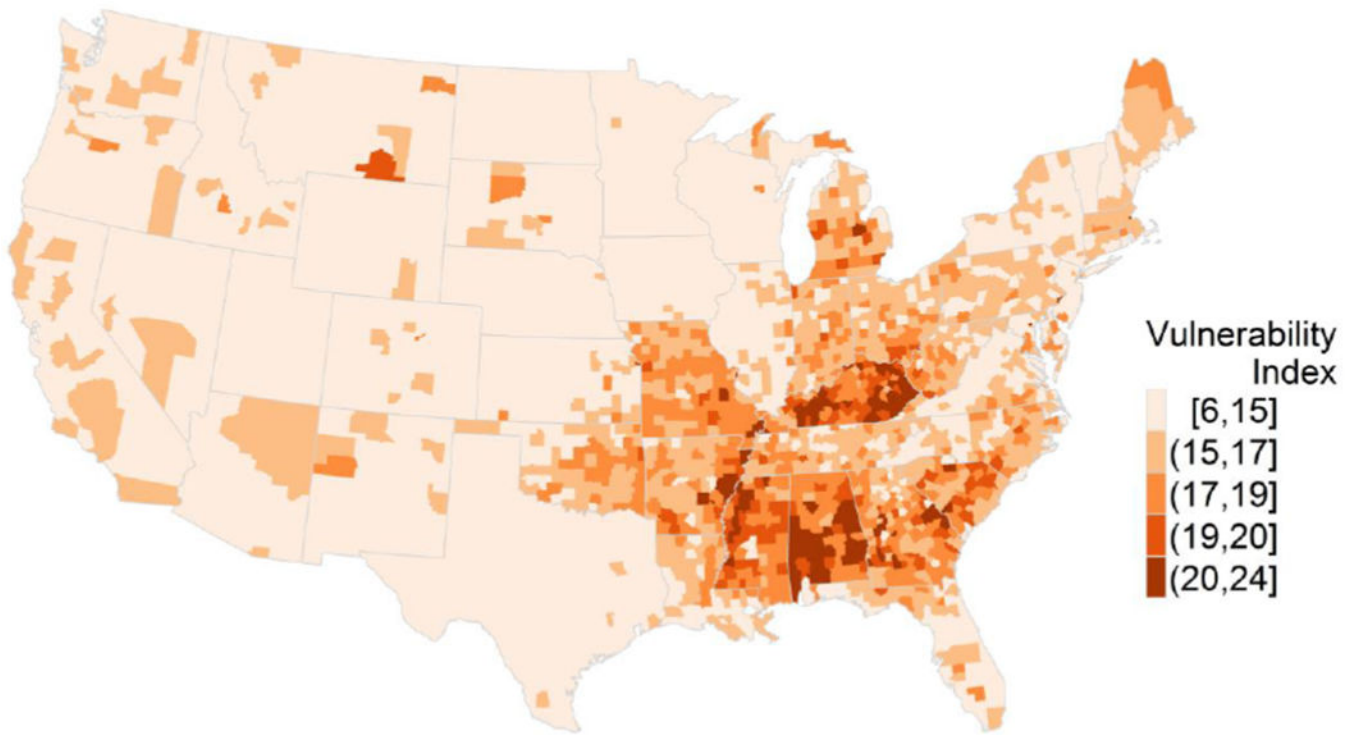 Vulnerability
Index
[6,15]
(15,17]
(17,19]
(19,20]
(20,24]